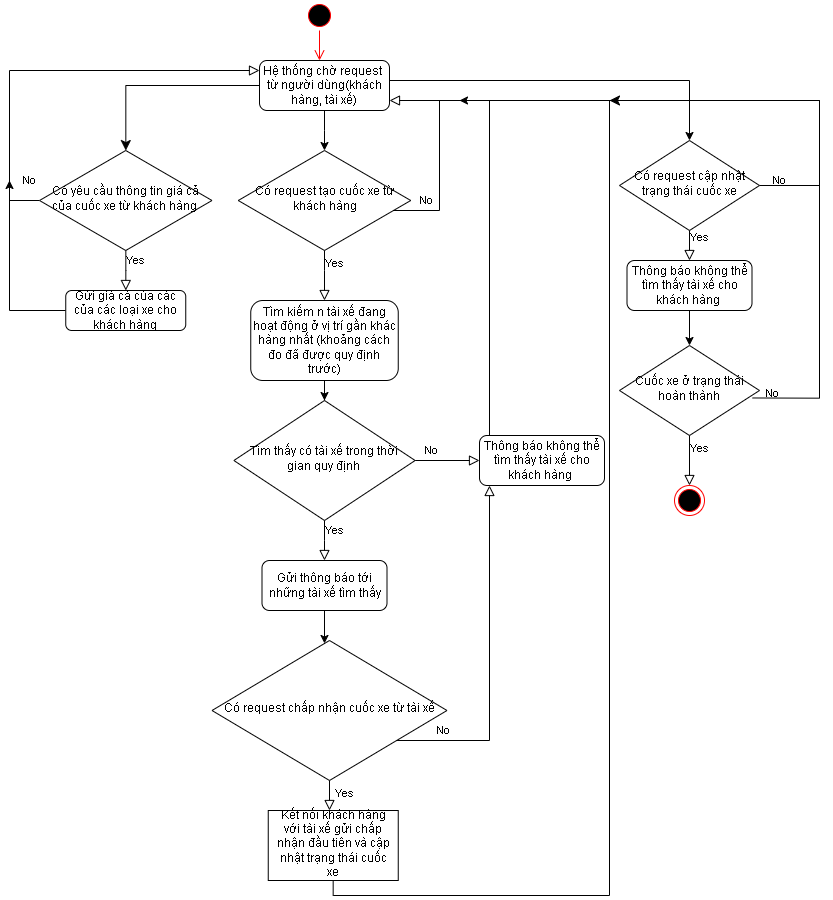 Hệ thống chờ request
từ người dùng(khách
hàng, tài xế)
No
Có yêu cầu thông tin giá cả
của cuốc xe từ khách hàng
Yes
Gửi giá cả của các
của các loại xe cho
khách hàng
Có request tạo cuốc xe từ
khách hàng
No
Yes
Tìm kiếm n tài xế đang
hoạt động ở vị trí gần khác
hàng nhất (khoảng cách
đo đã được quy định
trước)
Tìm thấy có tài xế trong thời
gian quy định
No
Yes
Thông báo không thể
tìm thấy tài xế cho
khách hàng
Gửi thông báo tới
những tài xế tìm thấy
Có request chấp nhận cuốc xe từ tài xế
No
Yes
Kết nối khách hàng
với tài xế gửi chấp
nhận đầu tiên và cập
nhật trạng thái cuốc
xe
Có request cập nhật
trạng thái cuốc xe
No
Yes
Thông báo không thể
tìm thấy tài xế cho
khách hàng
Cuốc xe ở trạng thái
hoàn thành
No
Yes